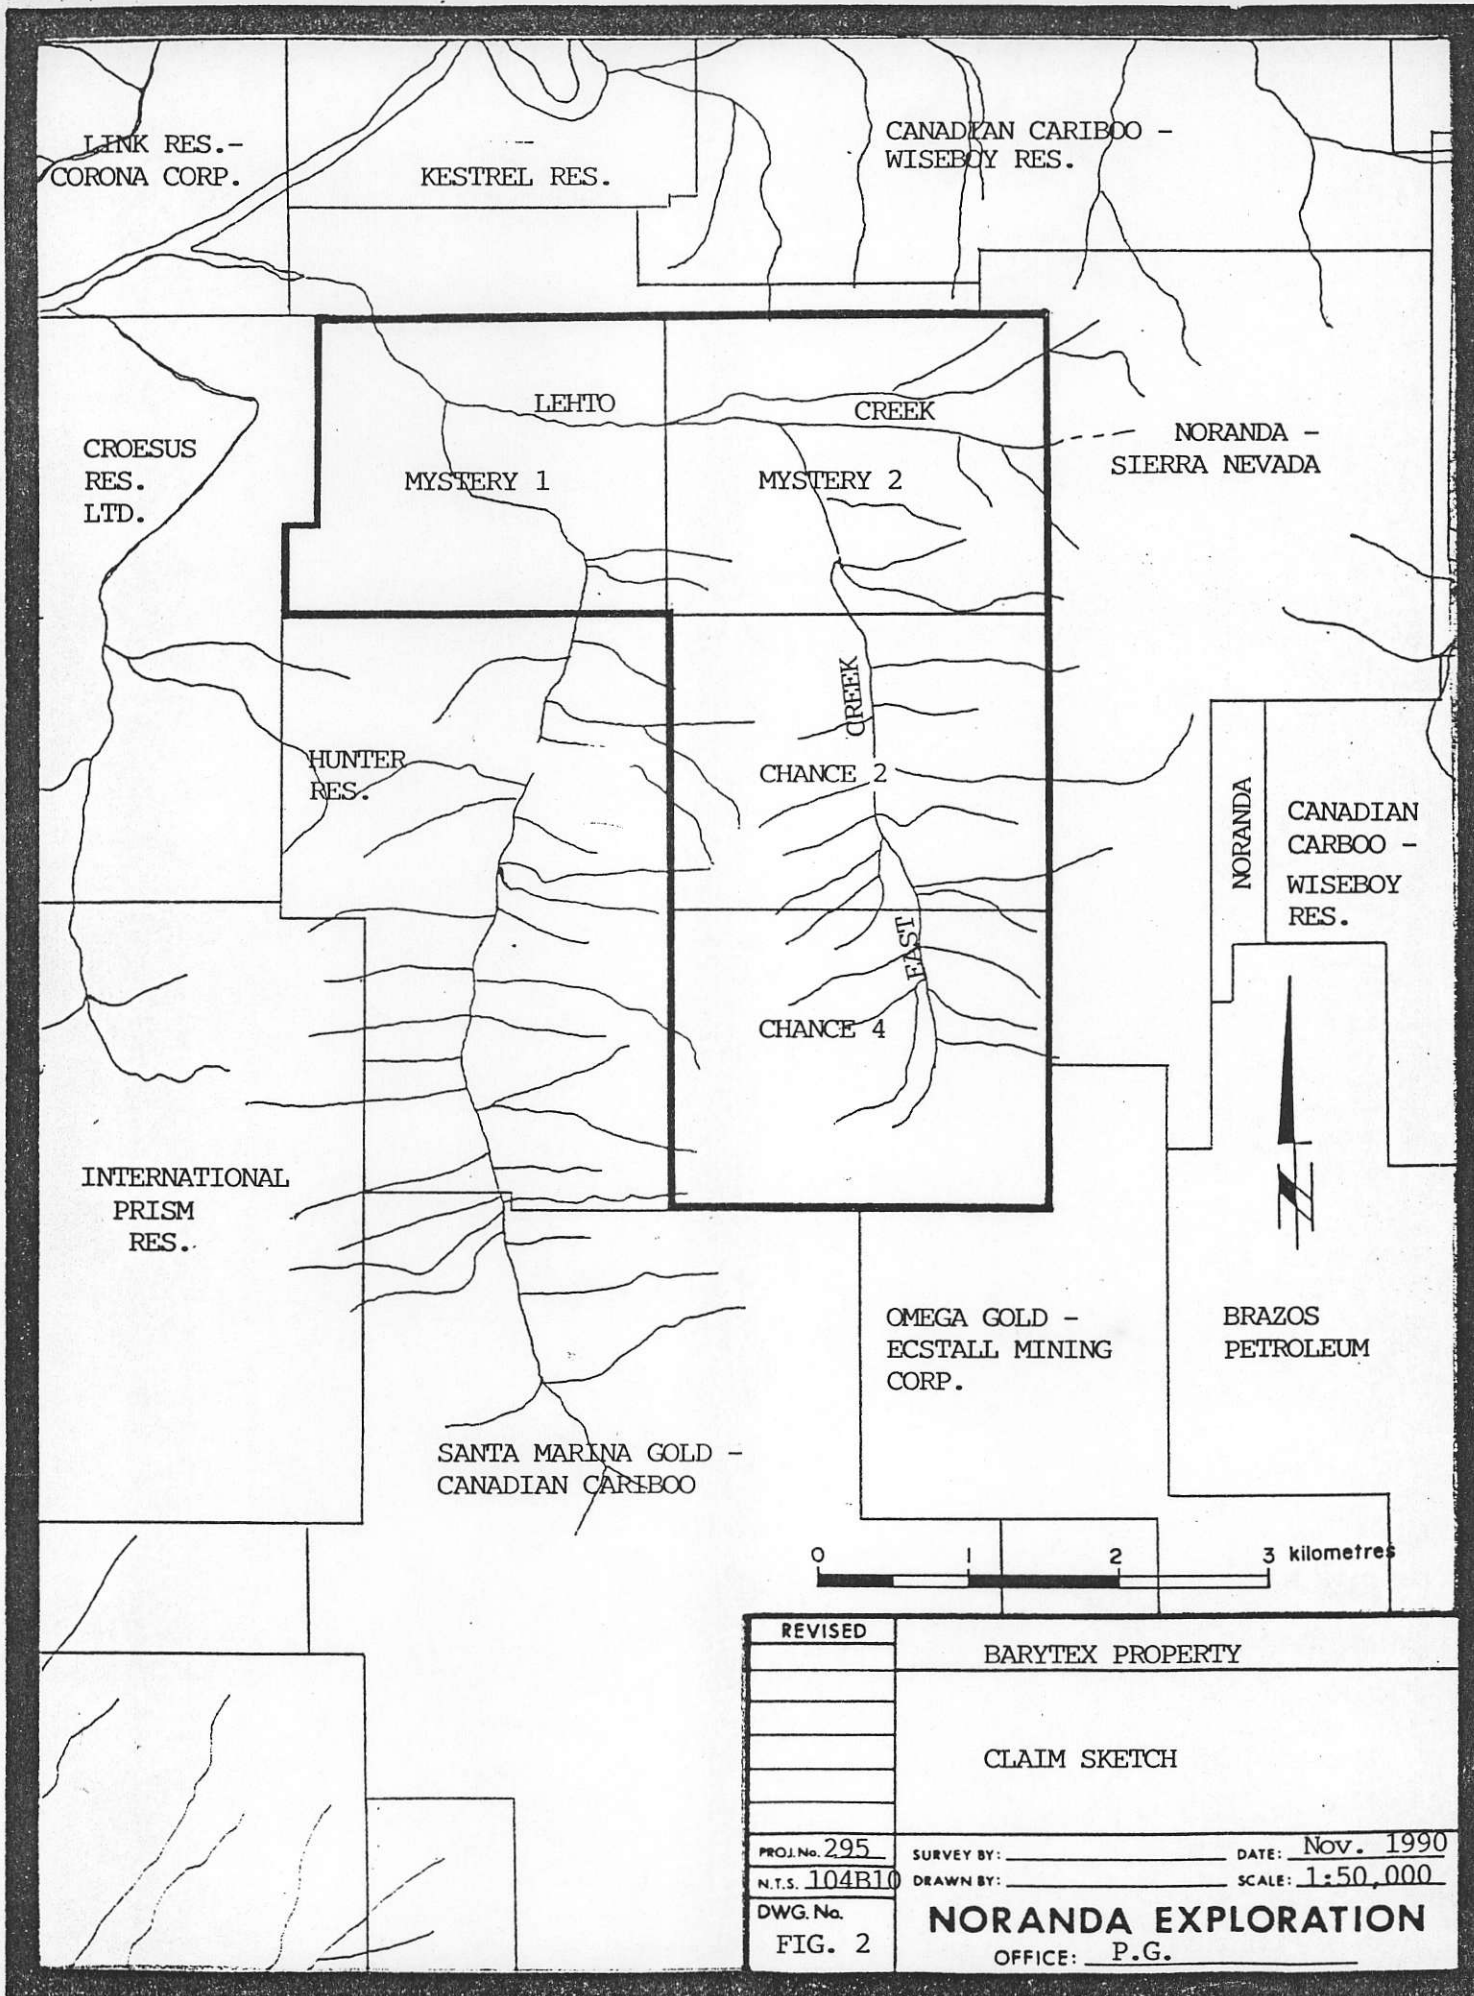 LINK RES.-
CORONA CORP.
KESTREL RES.
CANADIAN CARIBOO -
WISEBOY RES.
LEHTO
CREEK
CROESUS
RES.
LTD.
MYSTERY 1
MYSTERY 2
NORANDA -
SIERRA NEVADA
CREEK
HUNTER
RES.
CHANCE 2
NORANDA
CANADIAN
CARBOO -
WISEBOY
RES.
EAST
CHANCE 4
INTERNATIONAL
PRISM
RES.
OMEGA GOLD -
ECSTALL MINING
CORP.
BRAZOS
PETROLEUM
SANTA MARINA GOLD -
CANADIAN CARIBOO
0 1 2 3 kilometres
REVISED
BARYTEX PROPERTY
CLAIM SKETCH
PROJ. No. 295
SURVEY BY:
DATE: Nov. 1990
N.T.S. 104B10
DRAWN BY:
SCALE: 1:50,000
DWG. No.
FIG. 2
NORANDA EXPLORATION
OFFICE: P.G.